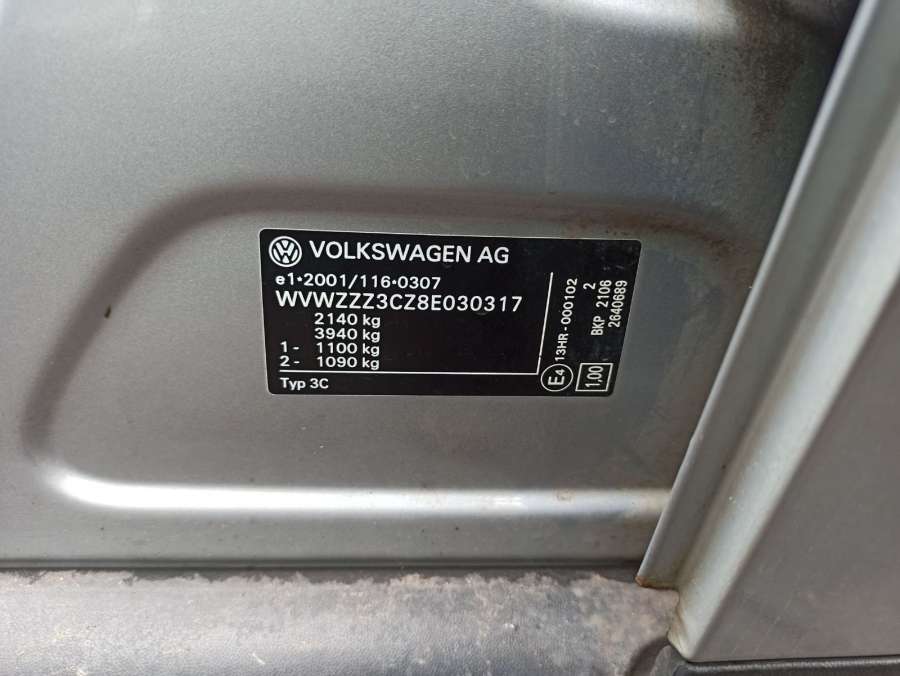 VOLKSWAGEN AG
e1*2001/116*0307
WVWZZZ3CZ8E030317
2140 kg
3940 kg
1 - 1100 kg
2 - 1090 kg
Typ 3C
E4
13HR-000102
1,00
BKP 2106
2
2640689